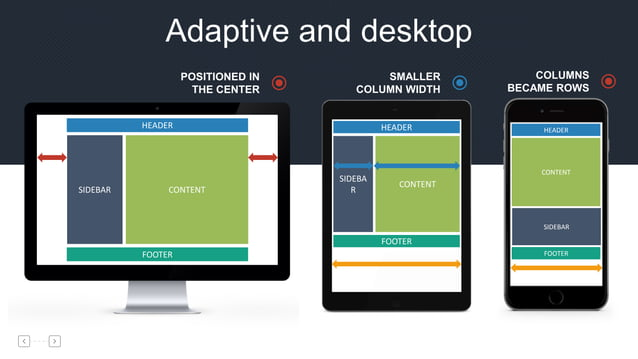 Adaptive and desktop
POSITIONED IN
THE CENTER
SMALLER
COLUMN WIDTH
COLUMNS
BECAME ROWS
HEADER
SIDEBAR
CONTENT
FOOTER
HEADER
SIDEBA
R
CONTENT
FOOTER
HEADER
CONTENT
SIDEBAR
FOOTER